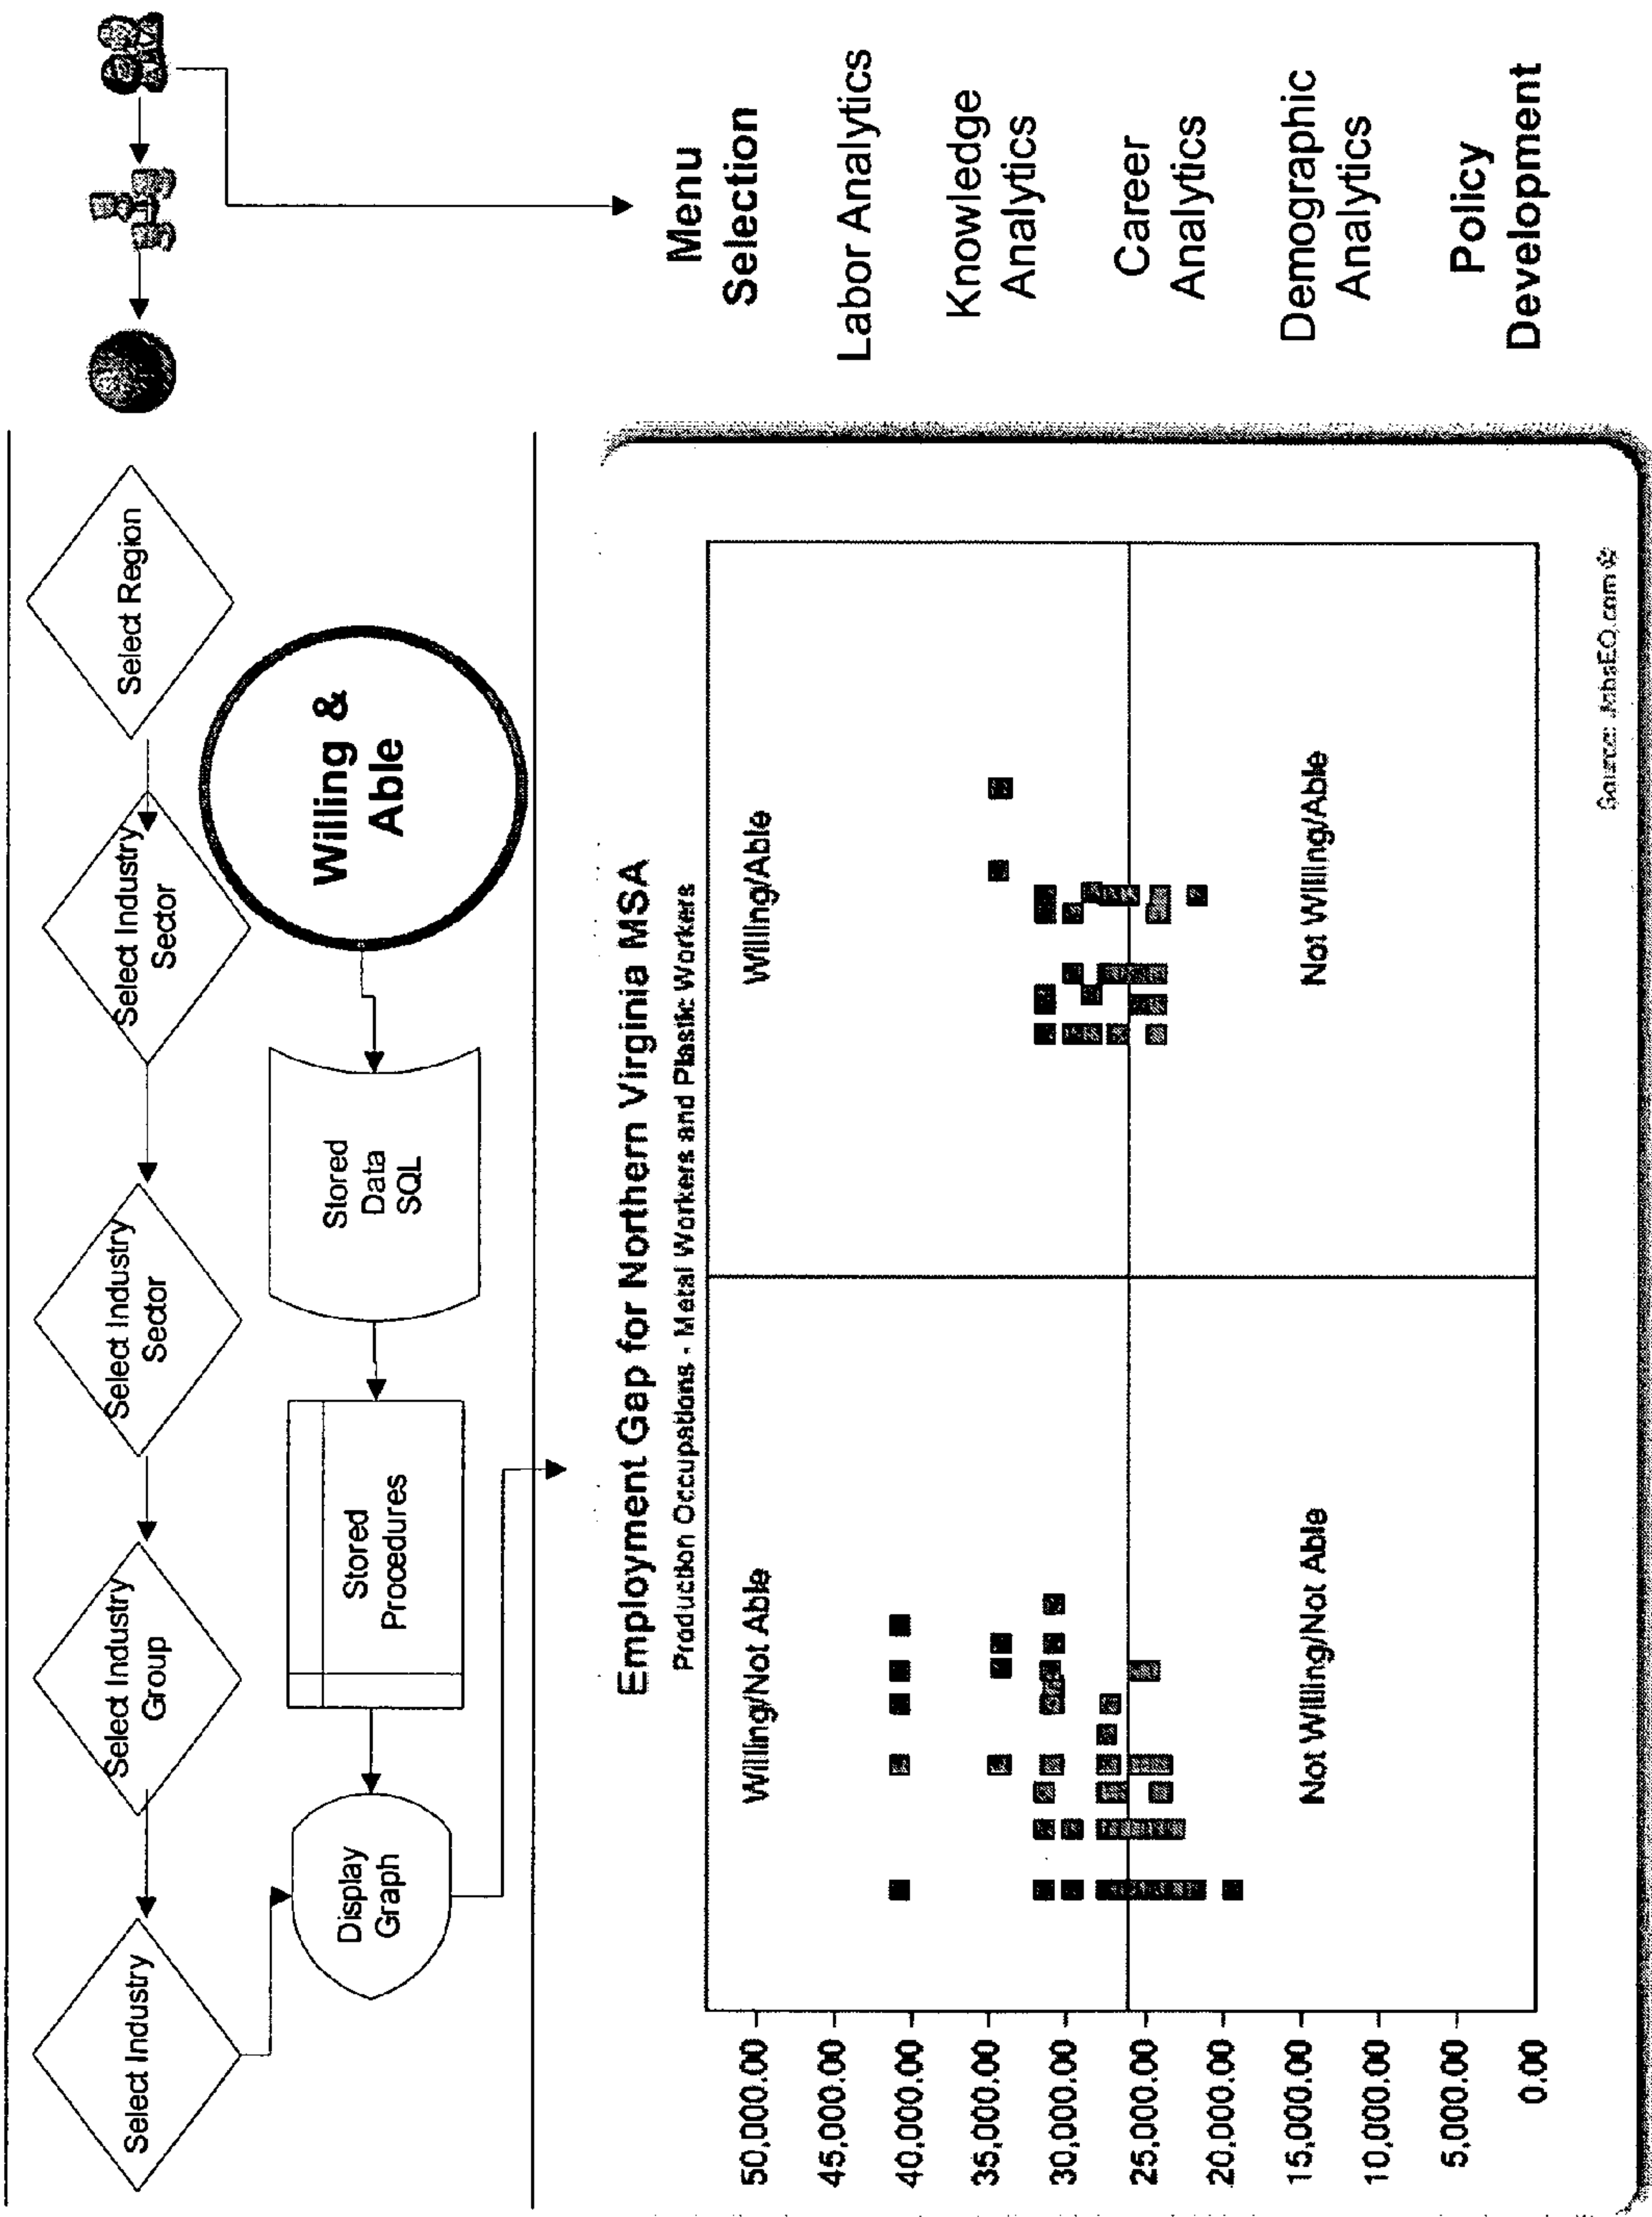 Select Industry
Select Industry
Group
Select Industry
Sector
Select Industry
Sector
Select Region
Display
Graph
Stored
Procedures
Stored
Data
SQL
Willing &
Able
Menu
Selection
Labor Analytics
Knowledge
Analytics
Career
Analytics
Demographic
Analytics
Policy
Development
Employment Gap for Northern Virginia MSA
Production Occupations - Metal Workers and Plastic Workers
Willing/Not Able
Willing/Able
Not Willing/Not Able
Not Willing/Able
50,000.00
45,000.00
40,000.00
35,000.00
30,000.00
25,000.00
20,000.00
15,000.00
10,000.00
5,000.00
0.00
Source: JobsEQ.com